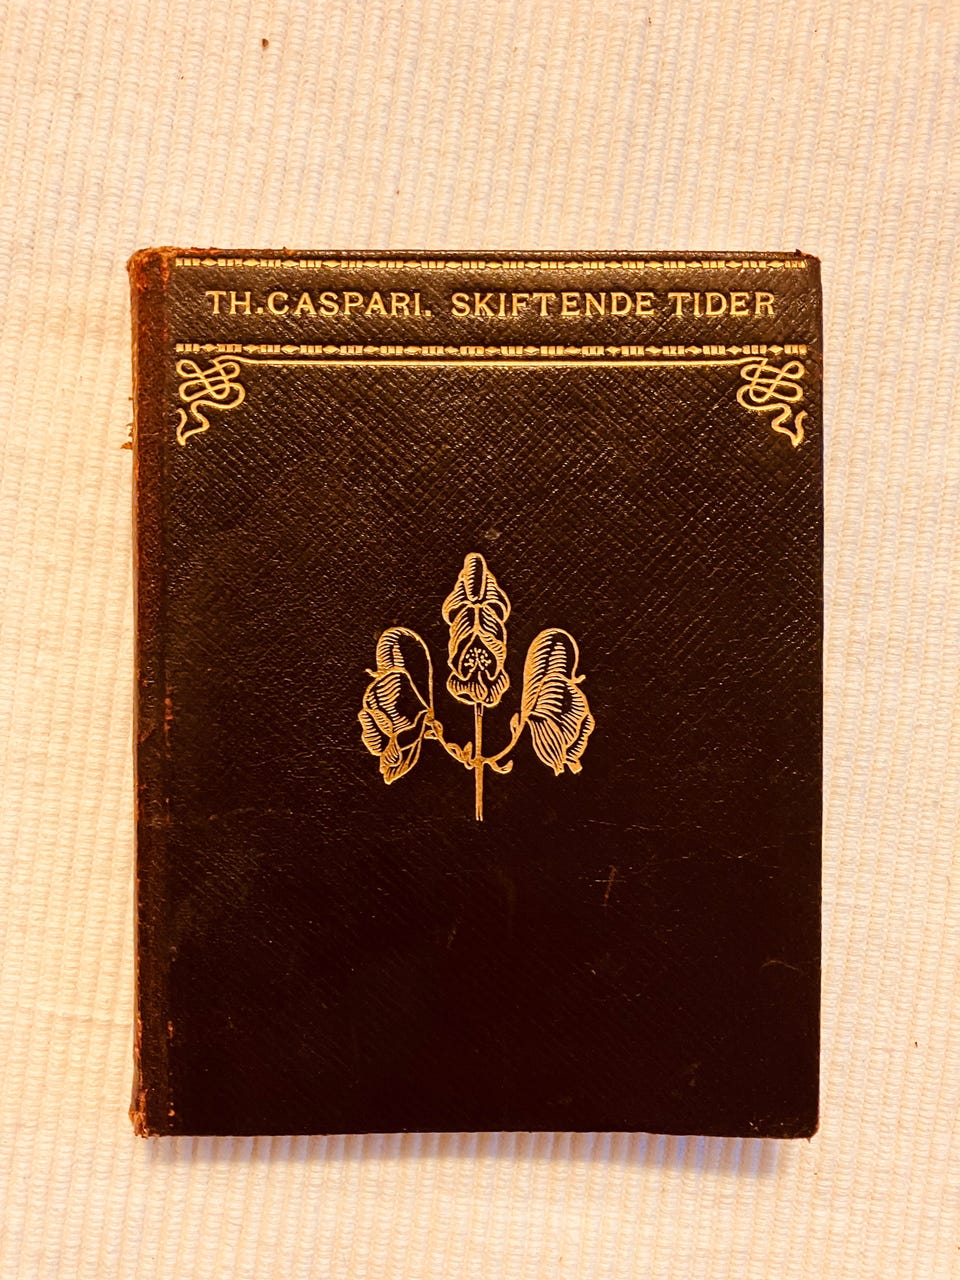 TH. CASPARI. SKIFTENDE TIDER